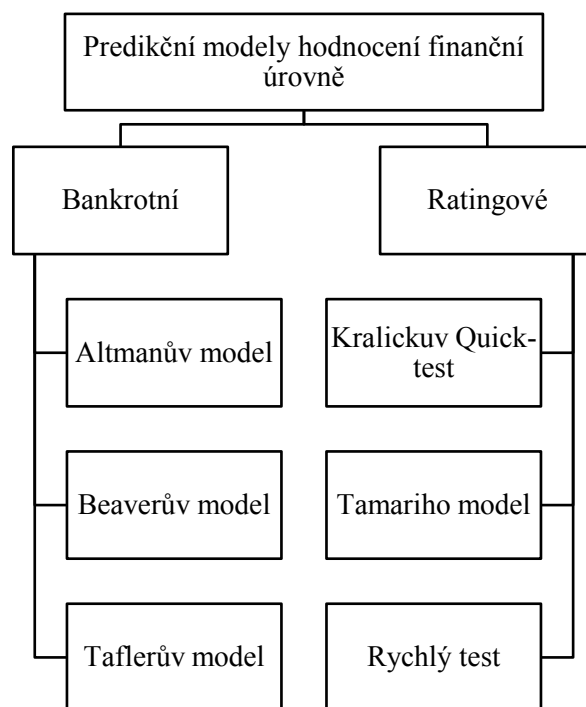 Predikční modely hodnocení finanční
úrovně
Bankrotní
Ratingové
Altmanův model
Kralickuv Quick-
test
Beaverův model
Tamariho model
Taflerův model
Rychlý test